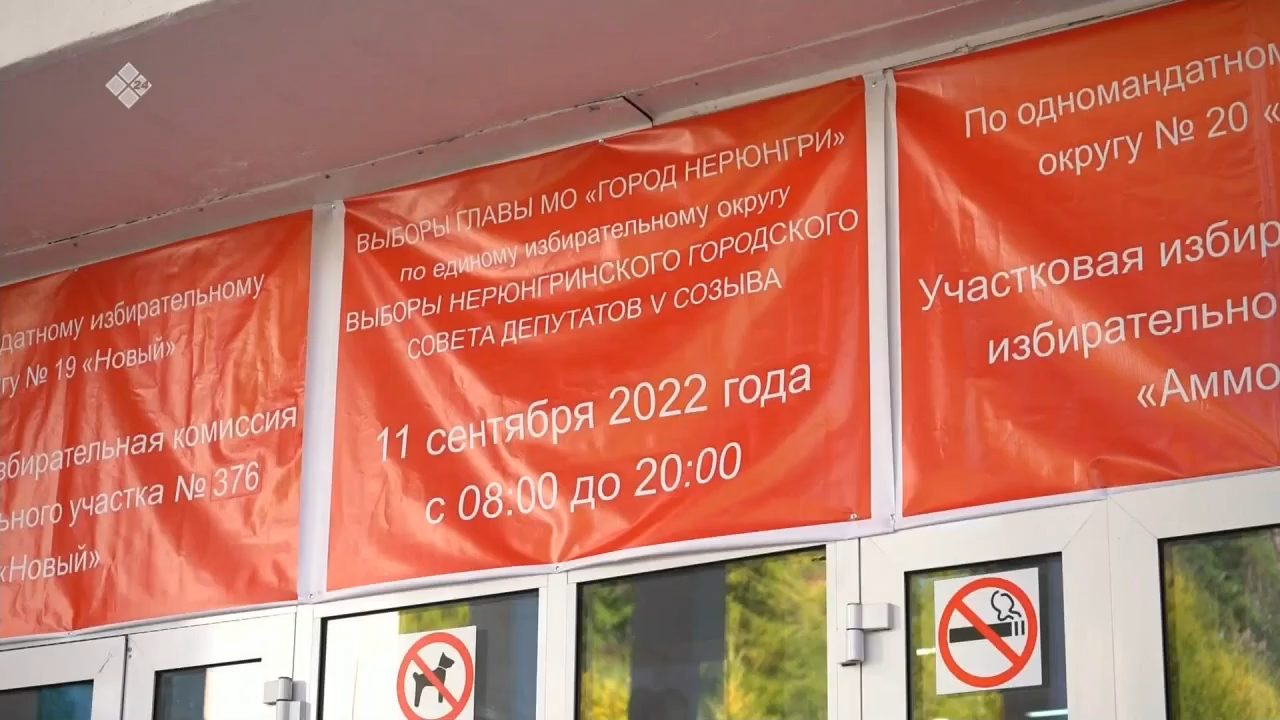 24
датному избирательному
гу № 19 «Новый»
збирательная комиссия
ьного участка № 376
«Новый»
ВЫБОРЫ ГЛАВЫ МО «ГОРОД НЕРЮНГРИ»
по единому избирательному округу
ВЫБОРЫ НЕРЮНГРИНСКОГО ГОРОДСКОГО
СОВЕТА ДЕПУТАТОВ V СОЗЫВА
11 сентября 2022 года
с 08:00 до 20:00
По одномандатном
округу № 20 «
Участковая избир
избирательно
«Аммо